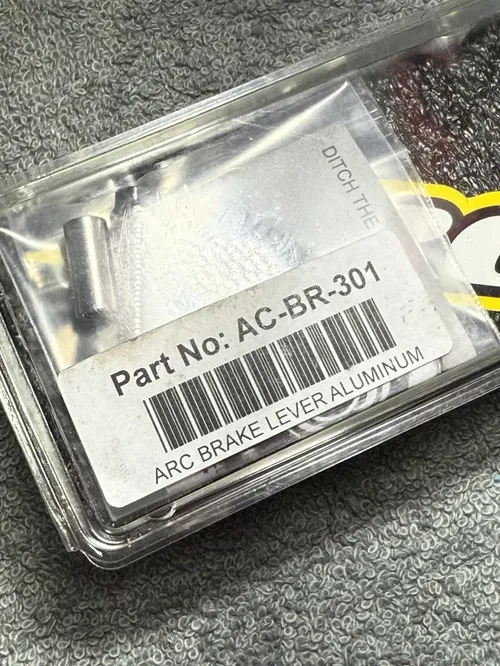 DITCH THE
Part No: AC-BR-301
ARC BRAKE LEVER ALUMINUM